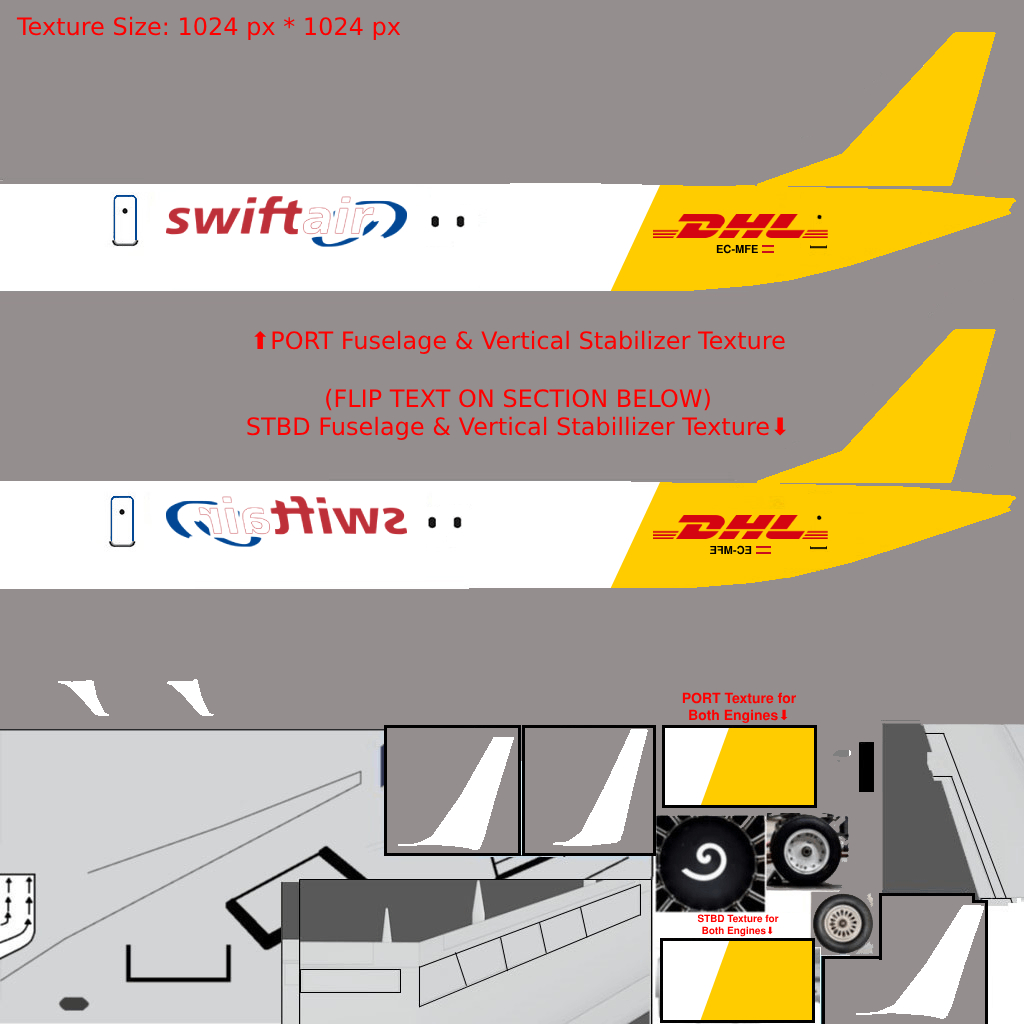 Texture Size: 1024 px * 1024 px
swiftair
DHL
EC-MFE
⬆PORT Fuselage & Vertical Stabilizer Texture
(FLIP TEXT ON SECTION BELOW)
STBD Fuselage & Vertical Stabillizer Texture⬇
swiftair
DHL
EC-MFE
PORT Texture for
Both Engines⬇
STBD Texture for
Both Engines⬇